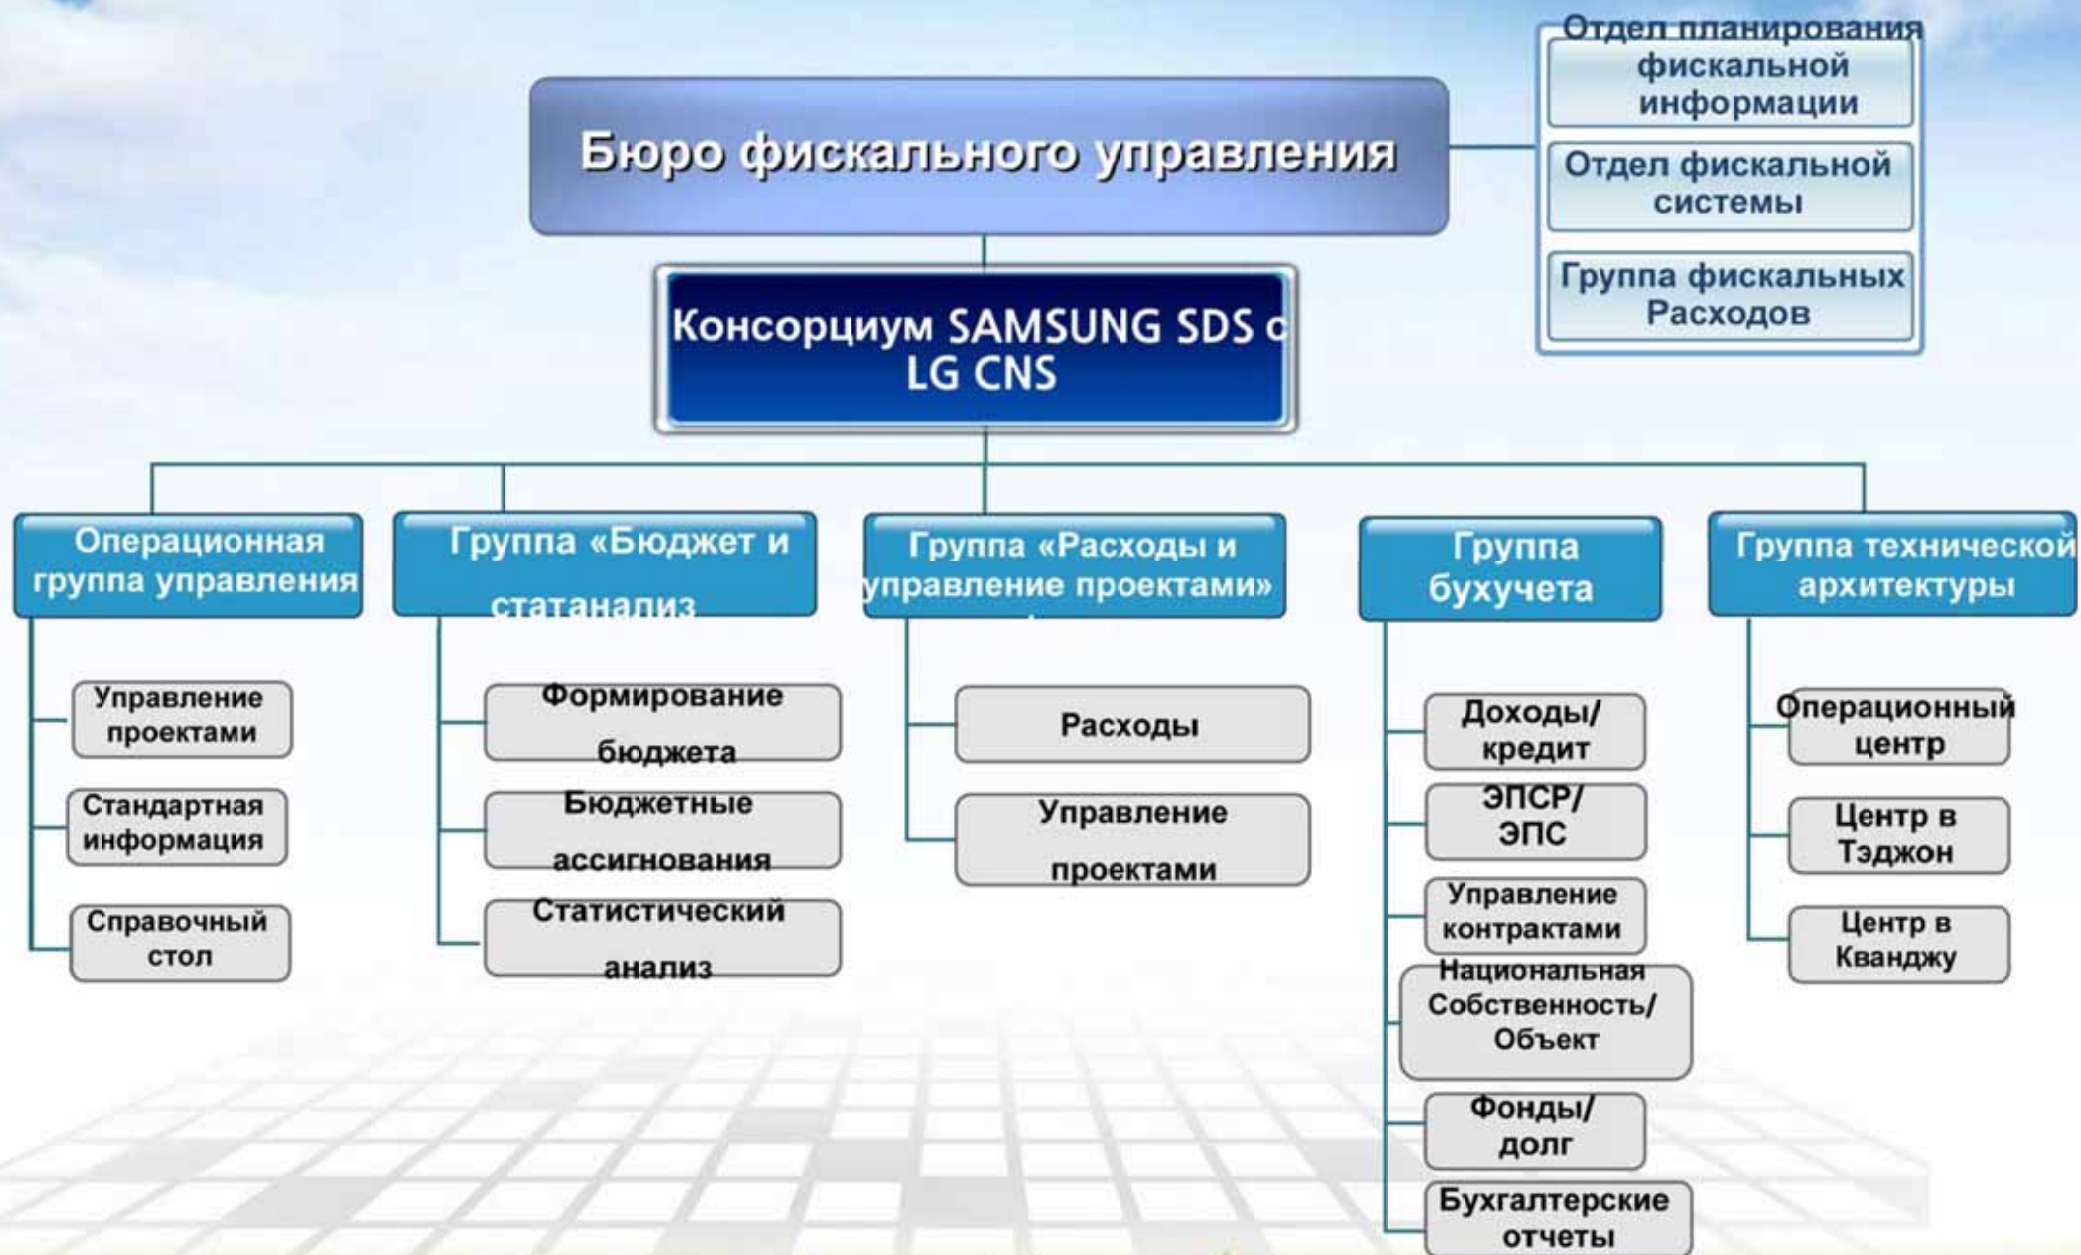 Отдел планирования
фискальной
информации
Бюро фискального управления
Отдел фискальной
системы
Группа фискальных
Расходов
Консорциум SAMSUNG SDS с
LG CNS
Операционная
группа управления
Группа «Бюджет и
статанализ
Группа «Расходы и
управление проектами»
Группа
бухучета
Группа технической
архитектуры
Управление
проектами
Стандартная
информация
Справочный
стол
Формирование
бюджета
Бюджетные
ассигнования
Статистический
анализ
Расходы
Управление
проектами
Доходы/
кредит
ЭПСР/
ЭПС
Управление
контрактами
Национальная
Собственность/
Объект
Фонды/
долг
Бухгалтерские
отчеты
Операционный
центр
Центр в
Тэджон
Центр в
Кванджу